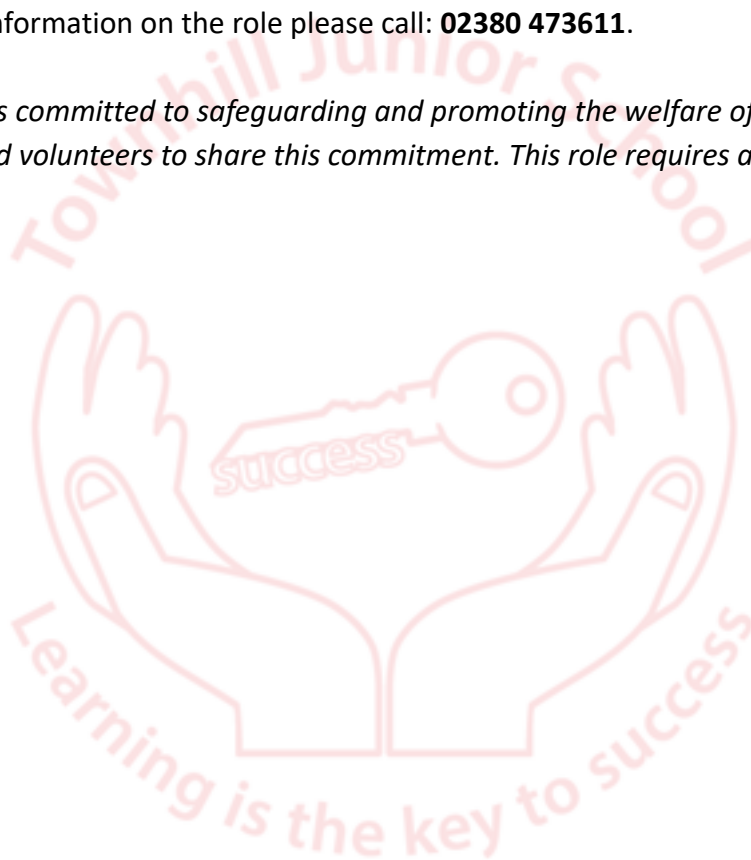 nformation on the role please call: 02380 473611.
s committed to safeguarding and promoting the welfare of
d volunteers to share this commitment. This role requires a
Townhill Junior School
success
Learning is the key to success